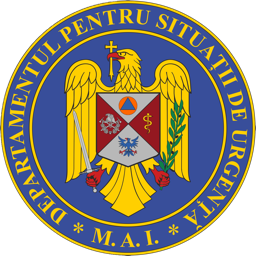 DEPARTAMENTUL PENTRU SITUAȚII DE URGENȚĂ
* M. A. I. *